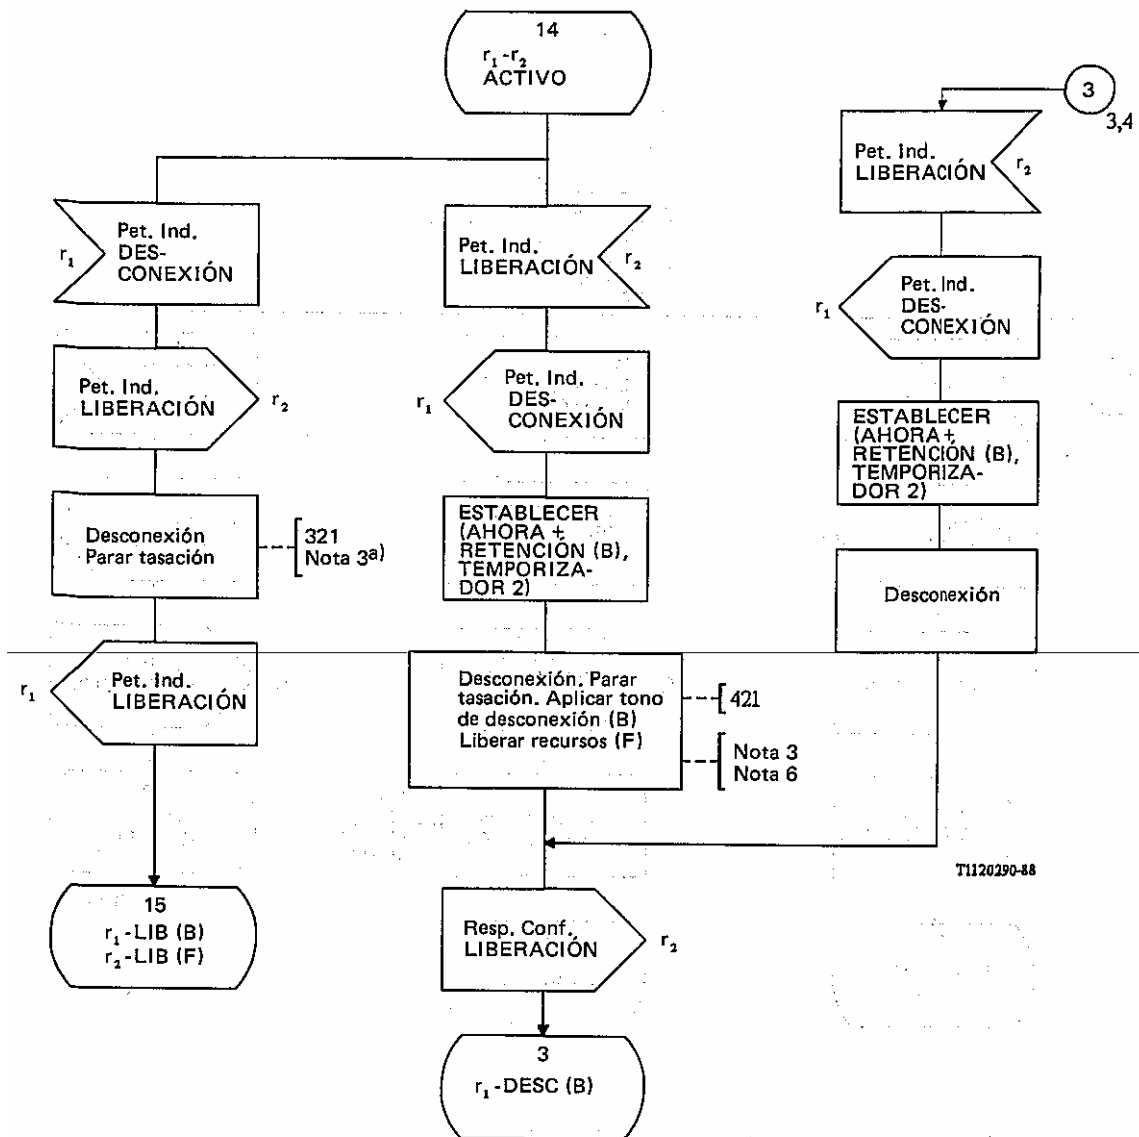 14
r₁-r₂
ACTIVO
3
3,4
Pet. Ind.
LIBERACIÓN
r₂
Pet. Ind.
DES-
CONEXIÓN
r₁
Pet. Ind.
LIBERACIÓN
r₂
Pet. Ind.
DES-
CONEXIÓN
r₁
Pet. Ind.
LIBERACIÓN
r₂
Pet. Ind.
DES-
CONEXIÓN
r₁
ESTABLECER
(AHORA +
RETENCIÓN (B),
TEMPORIZA-
DOR 2)
Desconexión
Parar tasación
321
Nota 3a)
ESTABLECER
(AHORA +
RETENCIÓN (B),
TEMPORIZA-
DOR 2)
Desconexión
r₁
Pet. Ind.
LIBERACIÓN
Desconexión. Parar
tasación. Aplicar tono
de desconexión (B)
Liberar recursos (F)
421
Nota 3
Nota 6
T1120290-88
15
r₁-LIB (B)
r₂-LIB (F)
Resp. Conf.
LIBERACIÓN
r₂
3
r₁-DESC (B)